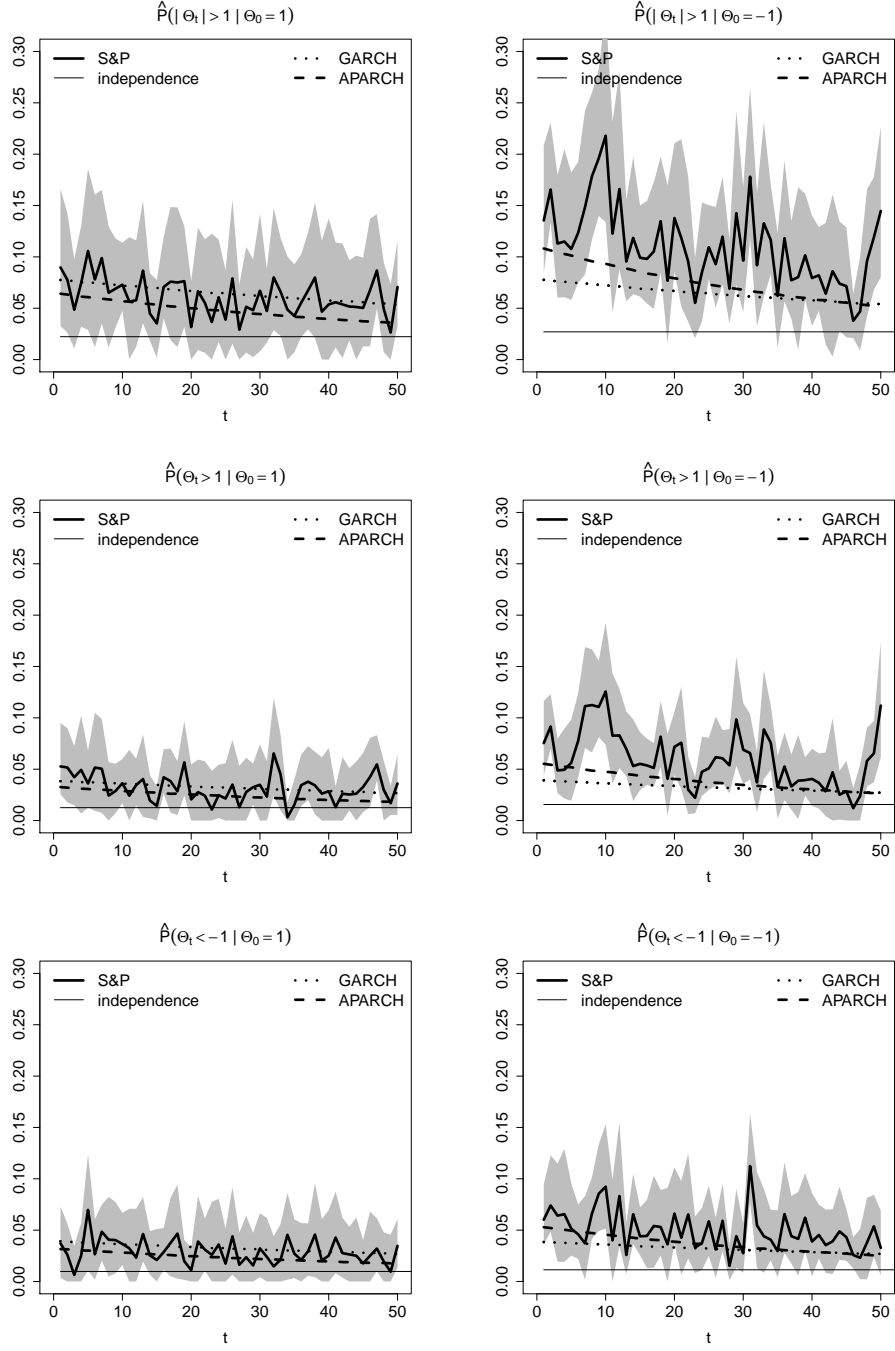 P̂(| Θt | > 1 | Θ0 = 1)
0.00 0.05 0.10 0.15 0.20 0.25 0.30
S&P
independence
GARCH
APARCH
0 10 20 30 40 50
t
P̂(| Θt | > 1 | Θ0 = −1)
0.00 0.05 0.10 0.15 0.20 0.25 0.30
S&P
independence
GARCH
APARCH
0 10 20 30 40 50
t
P̂(Θt > 1 | Θ0 = 1)
0.00 0.05 0.10 0.15 0.20 0.25 0.30
S&P
independence
GARCH
APARCH
0 10 20 30 40 50
t
P̂(Θt > 1 | Θ0 = −1)
0.00 0.05 0.10 0.15 0.20 0.25 0.30
S&P
independence
GARCH
APARCH
0 10 20 30 40 50
t
P̂(Θt < −1 | Θ0 = 1)
0.00 0.05 0.10 0.15 0.20 0.25 0.30
S&P
independence
GARCH
APARCH
0 10 20 30 40 50
t
P̂(Θt < −1 | Θ0 = −1)
0.00 0.05 0.10 0.15 0.20 0.25 0.30
S&P
independence
GARCH
APARCH
0 10 20 30 40 50
t